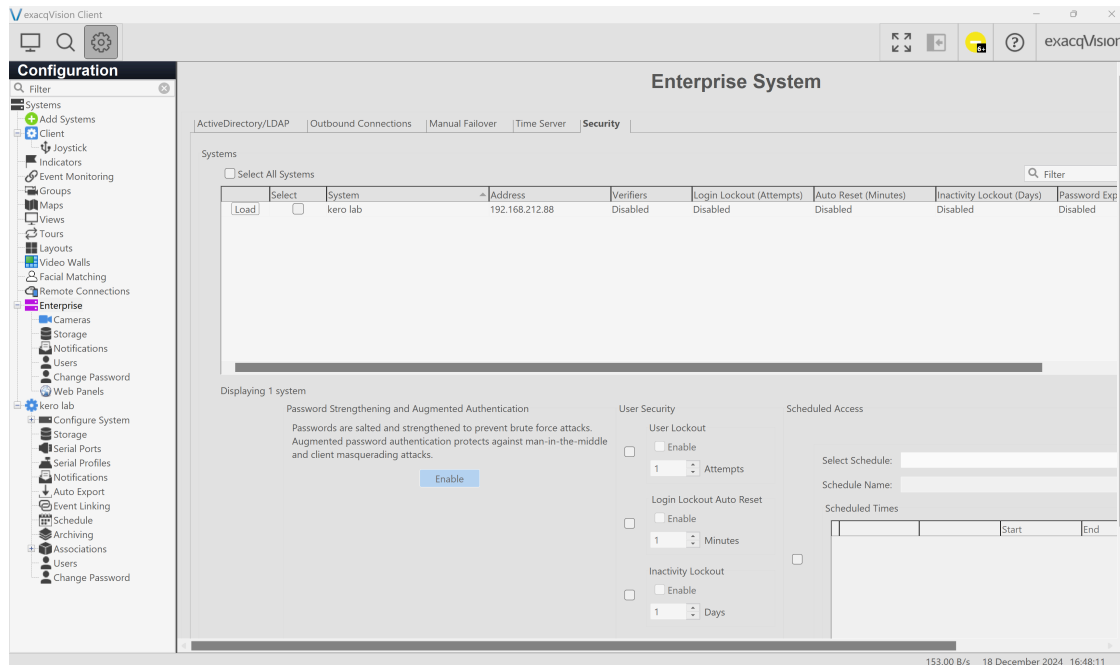 exacqVision Client
6+
exacqVision
Configuration
Filter
Systems
Add Systems
Client
Joystick
Indicators
Event Monitoring
Groups
Maps
Views
Tours
Layouts
Video Walls
Facial Matching
Remote Connections
Enterprise
Cameras
Storage
Notifications
Users
Change Password
Web Panels
kero lab
Configure System
Storage
Serial Ports
Serial Profiles
Notifications
Auto Export
Event Linking
Schedule
Archiving
Associations
Users
Change Password
Enterprise System
ActiveDirectory/LDAP Outbound Connections Manual Failover Time Server Security
Systems
Select All Systems Filter
Select System Address Verifiers Login Lockout (Attempts) Auto Reset (Minutes) Inactivity Lockout (Days) Password Exp
Load kero lab 192.168.212.88 Disabled Disabled Disabled Disabled Disabled
Displaying 1 system
Password Strengthening and Augmented Authentication
Passwords are salted and strengthened to prevent brute force attacks.
Augmented password authentication protects against man-in-the-middle
and client masquerading attacks.
Enable
User Security
User Lockout
Enable
1 Attempts
Login Lockout Auto Reset
Enable
1 Minutes
Inactivity Lockout
Enable
1 Days
Scheduled Access
Select Schedule:
Schedule Name:
Scheduled Times
Start End
153.00 B/s 18 December 2024 16:48:11